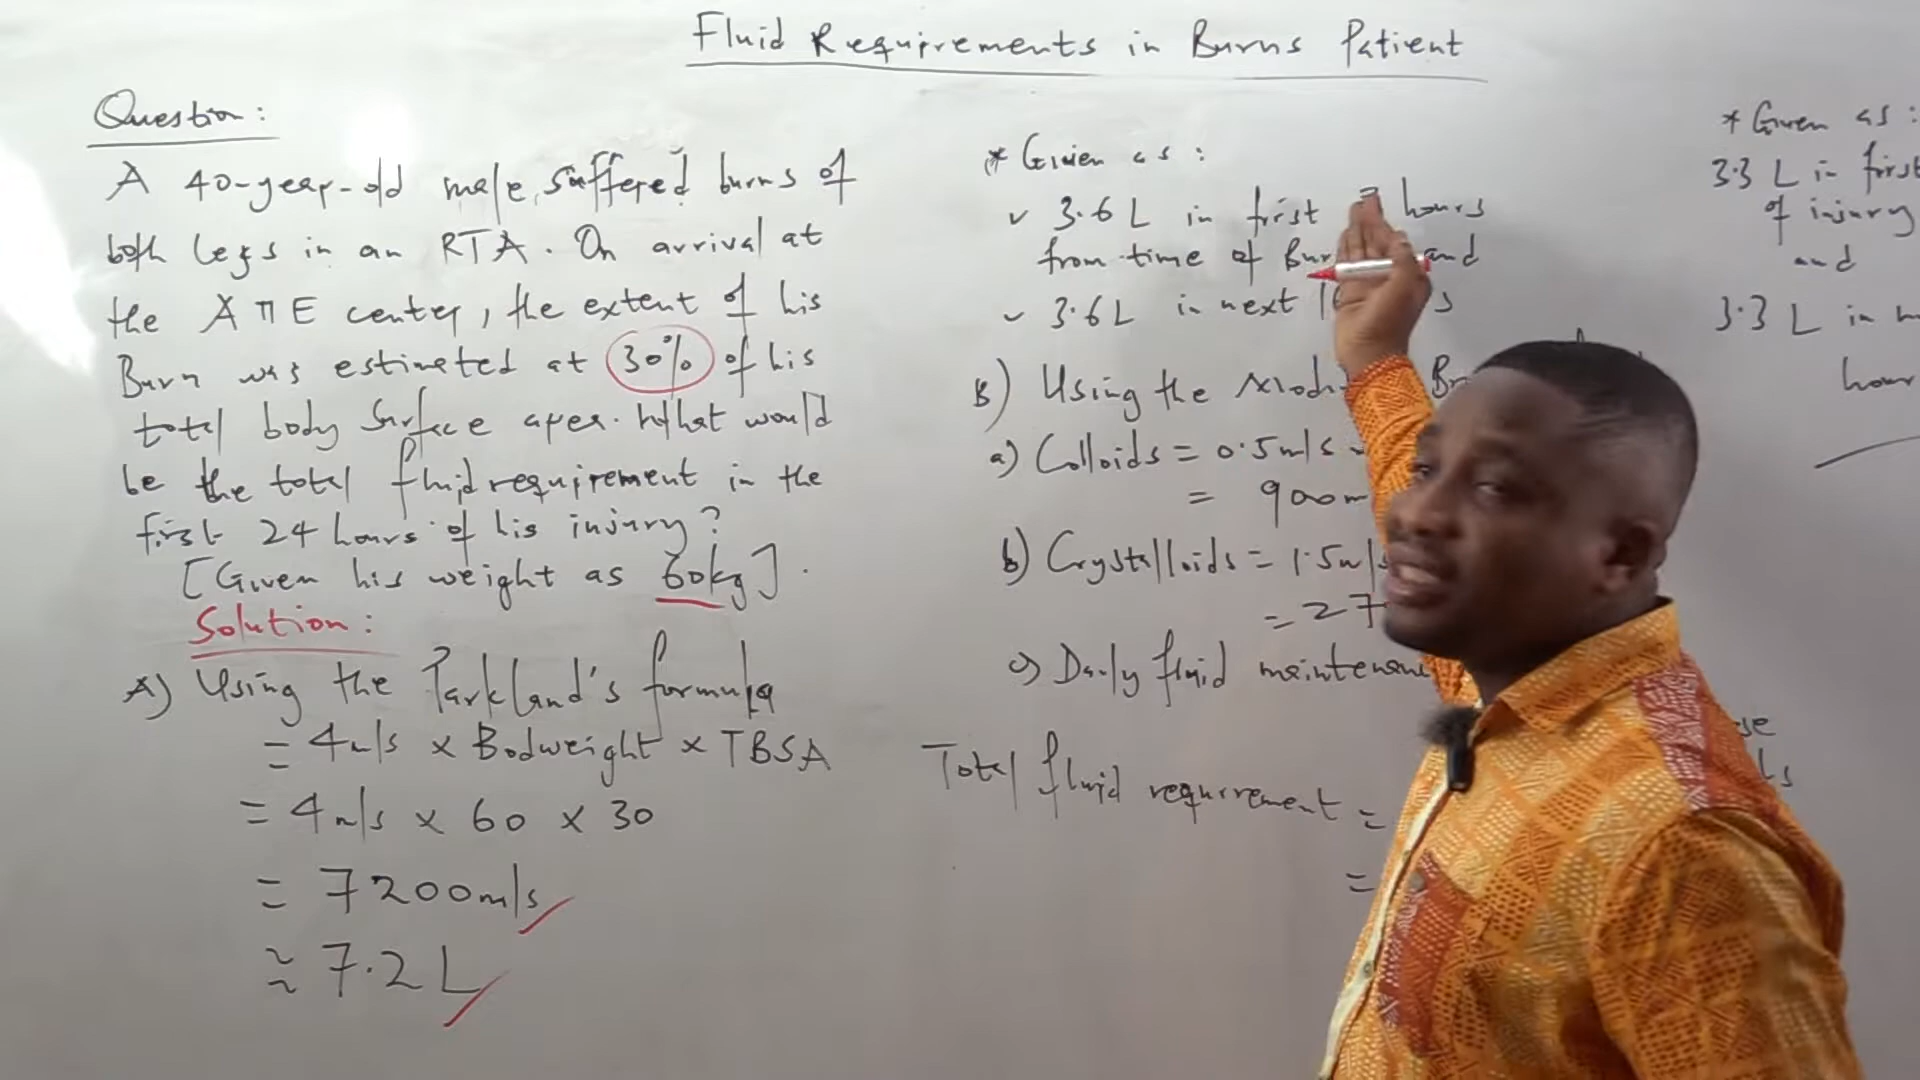 Fluid Requirements in Burns Patient
Question:
A 40-year-old male, suffered burns of
both legs in an RTA. On arrival at
the A π E center, the extent of his
Burn was estimated at 30% of his
total body surface area. What would
be the total fluid requirement in the
first 24 hours of his injury?
[Given his weight as 60kg].
Solution:
A) Using the Parkland's formula
= 4mls × Bodweight × TBSA
= 4mls × 60 × 30
= 7200mls
≈ 7.2 L
* Given as:
✓ 3.6 L in first hours
from time of and
✓ 3.6L in next
B) Using the
a) Colloids = 0.5mls
= 900m
b) Crystalloids = 1.5mls
= 27
c) Daily fluid
Total fluid requirement =
=
* Given as:
3.3 L in first
of injury
and
3.3 L in
hour